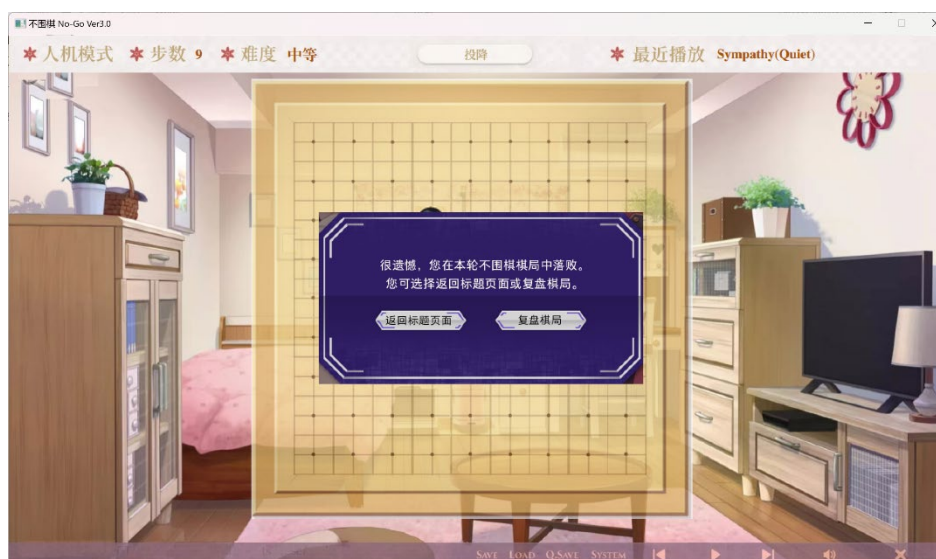 不围棋 No-Go Ver3.0
人机模式 步数 9 难度 中等 投降 最近播放 Sympathy(Quiet)
很遗憾，您在本轮不围棋棋局中落败。
您可选择返回标题页面或复盘棋局。
返回标题页面 复盘棋局
SAVE LOAD Q.SAVE SYSTEM